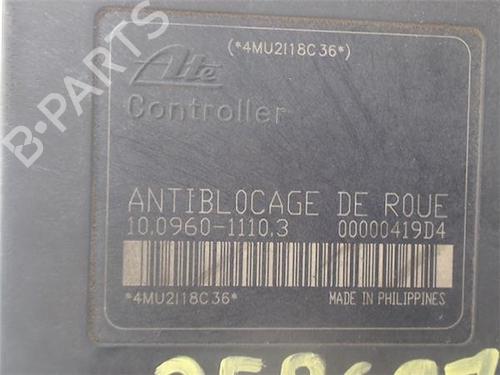 (*4MU2I18C36*)
Ate
Controller
ANTIBLOCAGE DE ROUE
10.0960-1110.3 00000419D4
*4MU2I18C36*
MADE IN PHILIPPINES
B-PARTS